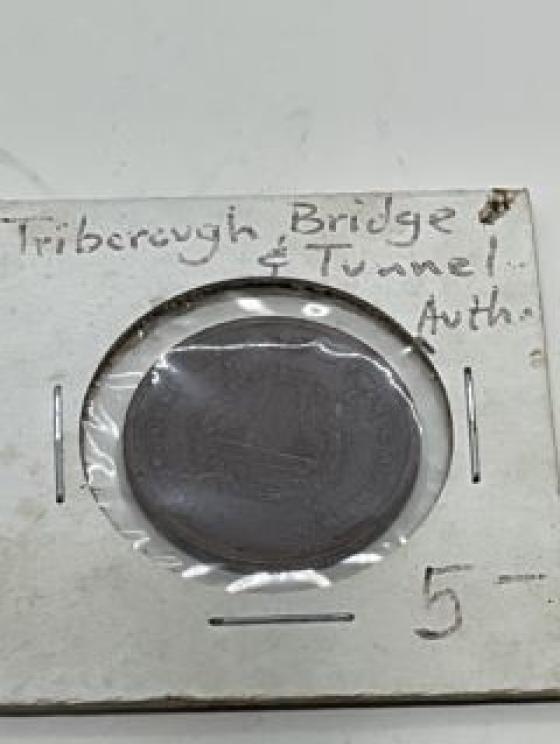 Triborough Bridge
& Tunnel
Auth.
5 —